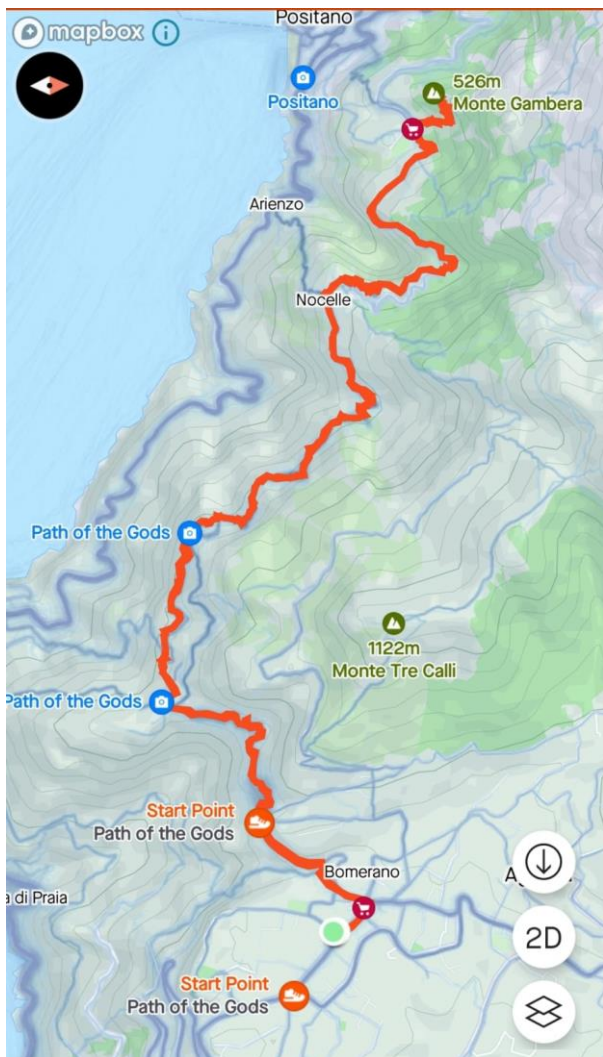 Positano
mapbox
526m
Monte Gambera
Positano
Arienzo
Nocelle
Path of the Gods
1122m
Monte Tre Calli
Path of the Gods
Start Point
Path of the Gods
Bomerano
a di Praia
2D
Start Point
Path of the Gods